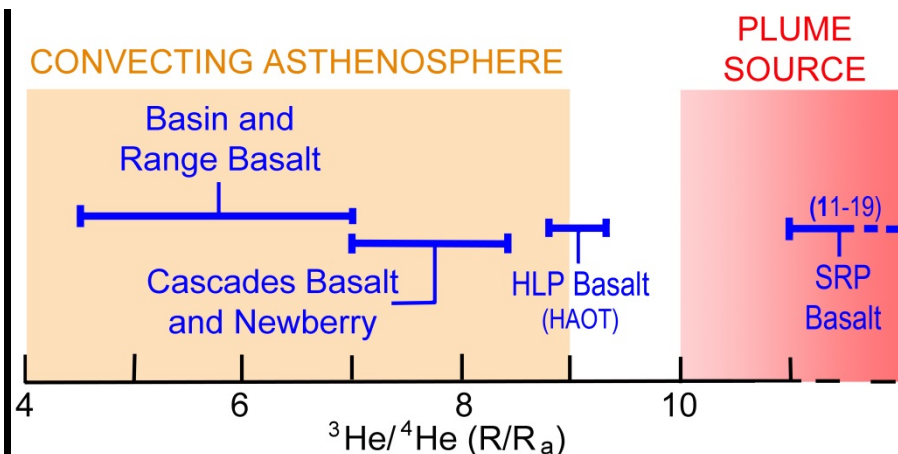 CONVECTING ASTHENOSPHERE
PLUME
SOURCE
Basin and
Range Basalt
Cascades Basalt
and Newberry
HLP Basalt
(HAOT)
(11-19)
SRP
Basalt
4 6 8 10 12
³He/⁴He (R/Rₐ)